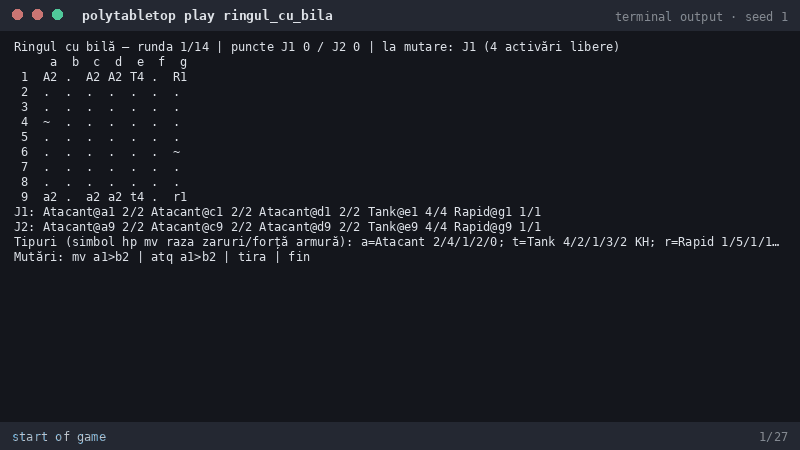 polytabletop play ringul_cu_bila
terminal output · seed 1
Ringul cu bilă — runda 1/14 | puncte J1 0 / J2 0 | la mutare: J1 (4 activări libere)
a b c d e f g
1 A2 . A2 A2 T4 . R1
2 . . . . . . .
3 . . . . . . .
4 ~ . . . . . .
5 . . . . . . .
6 . . . . . . ~
7 . . . . . . .
8 . . . . . . .
9 a2 . a2 a2 t4 . r1
J1: Atacant@a1 2/2 Atacant@c1 2/2 Atacant@d1 2/2 Tank@e1 4/4 Rapid@g1 1/1
J2: Atacant@a9 2/2 Atacant@c9 2/2 Atacant@d9 2/2 Tank@e9 4/4 Rapid@g9 1/1
Tipuri (simbol hp mv raza zaruri/forță armură): a=Atacant 2/4/1/2/0; t=Tank 4/2/1/3/2 KH; r=Rapid 1/5/1/1…
Mutări: mv a1>b2 | atq a1>b2 | tira | fin
start of game
1/27